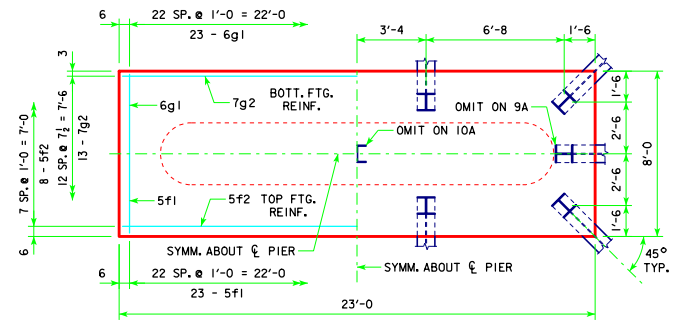 6
22 SP. @ 1'-0 = 22'-0
23 - 6g1
3'-4
6'-8
1'-6
3
6g1
7g2
BOTT. FTG.
REINF.
OMIT ON 9A
OMIT ON 10A
1'-6
2'-6
2'-6
1'-6
8'-0
7 SP. @ 1'-0 = 7'-0
8 - 5f2
12 SP. @ 7½ = 7'-6
13 - 7g2
6
5f1
5f2 TOP FTG.
REINF.
SYMM. ABOUT ℄ PIER
SYMM. ABOUT ℄ PIER
45°
TYP.
6
22 SP. @ 1'-0 = 22'-0
23 - 5f1
23'-0